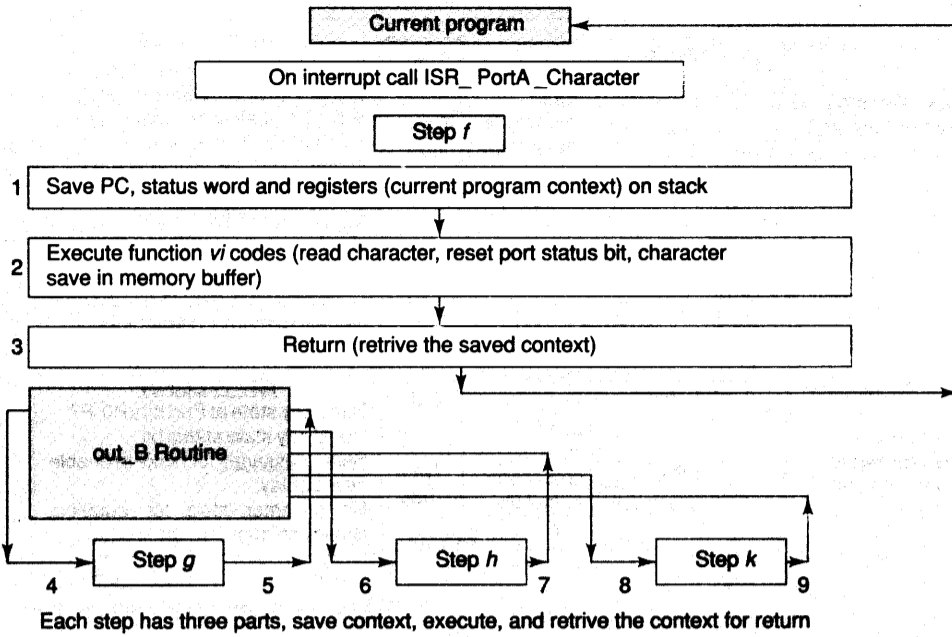 Current program
On interrupt call ISR_ PortA _Character
Step f
1 Save PC, status word and registers (current program context) on stack
2 Execute function vi codes (read character, reset port status bit, character
save in memory buffer)
3 Return (retrive the saved context)
out_B Routine
Step g
Step h
Step k
4 5 6 7 8 9
Each step has three parts, save context, execute, and retrive the context for return